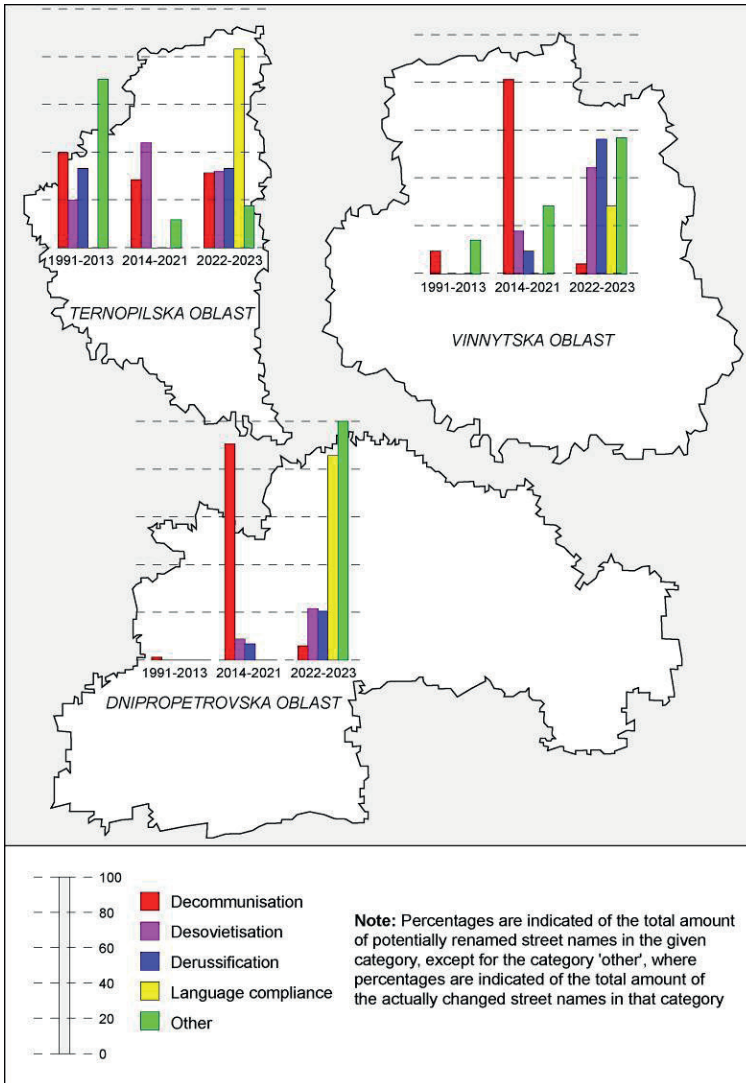 1991-2013 2014-2021 2022-2023
TERNOPILSKA OBLAST
1991-2013 2014-2021 2022-2023
VINNYTSKA OBLAST
1991-2013 2014-2021 2022-2023
DNIPROPETROVSKA OBLAST
100
80
60
40
20
0
Decommunisation
Desovietisation
Derussification
Language compliance
Other
Note: Percentages are indicated of the total amount
of potentially renamed street names in the given
category, except for the category 'other', where
percentages are indicated of the total amount of
the actually changed street names in that category